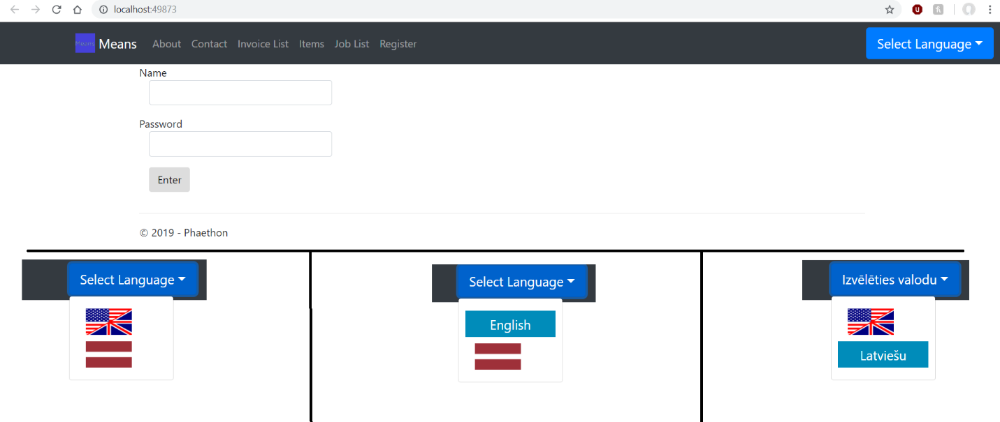 localhost:49873
Means Means About Contact Invoice List Items Job List Register Select Language
Name
Password
Enter
© 2019 - Phaethon
Select Language
Select Language
English
Izvēlēties valodu
Latviešu